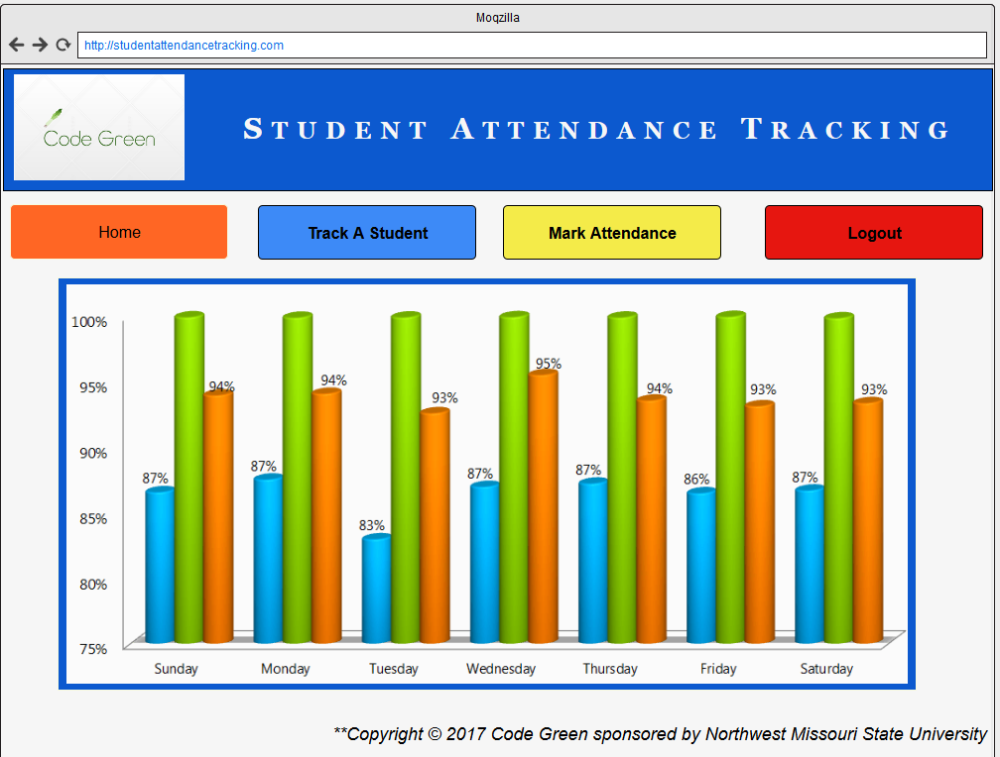 Moqzilla
http://studentattendancetracking.com
Code Green
STUDENT ATTENDANCE TRACKING
Home
Track A Student
Mark Attendance
Logout
100%
95%
90%
85%
80%
75%
87%
94%
87%
94%
83%
93%
87%
95%
87%
94%
86%
93%
87%
93%
Sunday
Monday
Tuesday
Wednesday
Thursday
Friday
Saturday
**Copyright © 2017 Code Green sponsored by Northwest Missouri State University